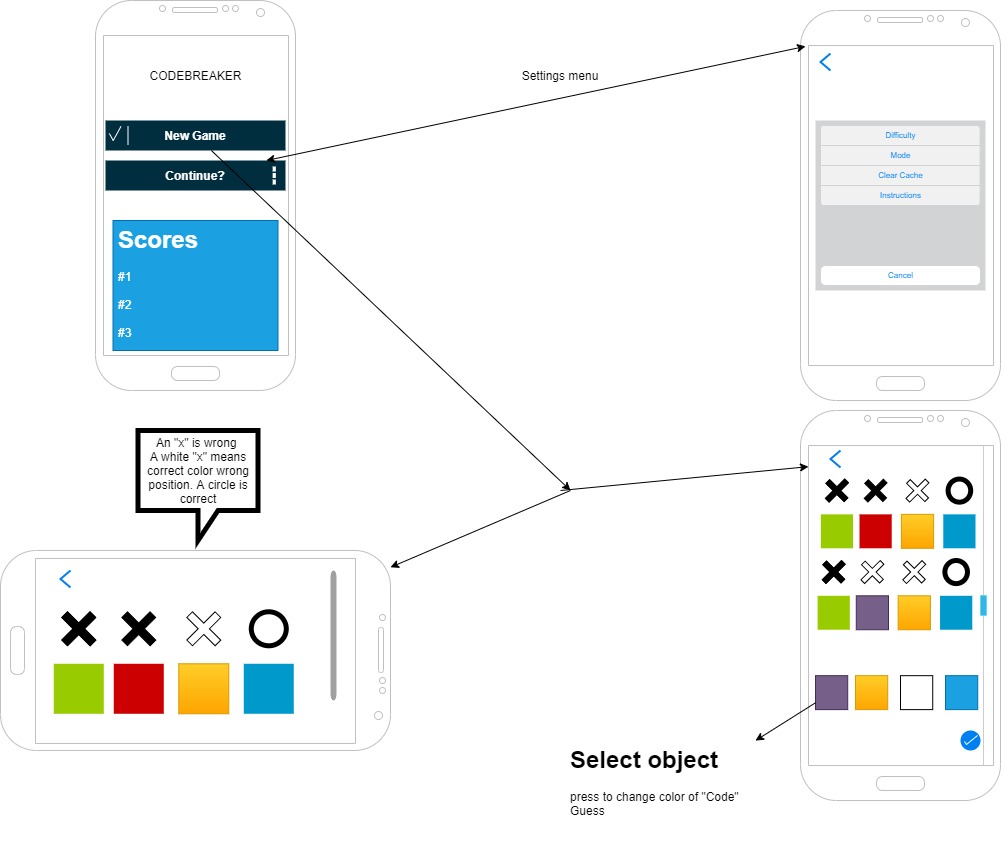 CODEBREAKER
New Game
Continue?
Scores
#1
#2
#3
Settings menu
Difficulty
Mode
Clear Cache
Instructions
Cancel
An "x" is wrong
A white "x" means
correct color wrong
position. A circle is
correct
Select object
press to change color of "Code"
Guess